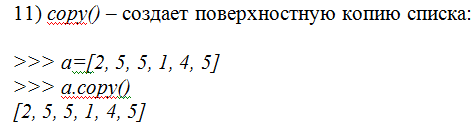 11) copy() – создает поверхностную копию списка:
>>> a=[2, 5, 5, 1, 4, 5]
>>> a.copy()
[2, 5, 5, 1, 4, 5]